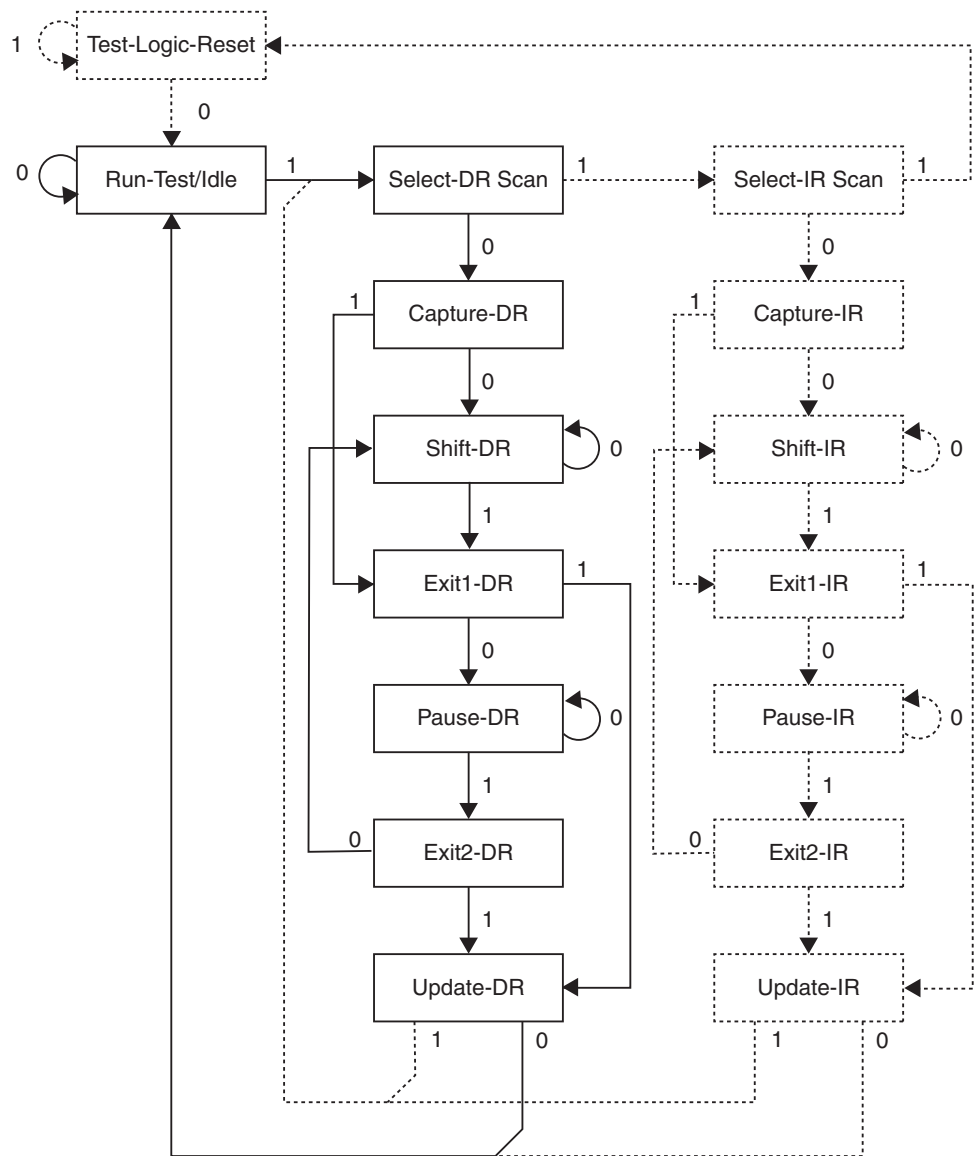 1
Test-Logic-Reset
0
0
Run-Test/Idle
1
Select-DR Scan
1
Select-IR Scan
1
0
0
1
Capture-DR
1
Capture-IR
0
0
Shift-DR
0
Shift-IR
0
1
1
Exit1-DR
1
Exit1-IR
1
0
0
Pause-DR
0
Pause-IR
0
1
1
0
Exit2-DR
0
Exit2-IR
1
1
Update-DR
Update-IR
1
0
1
0